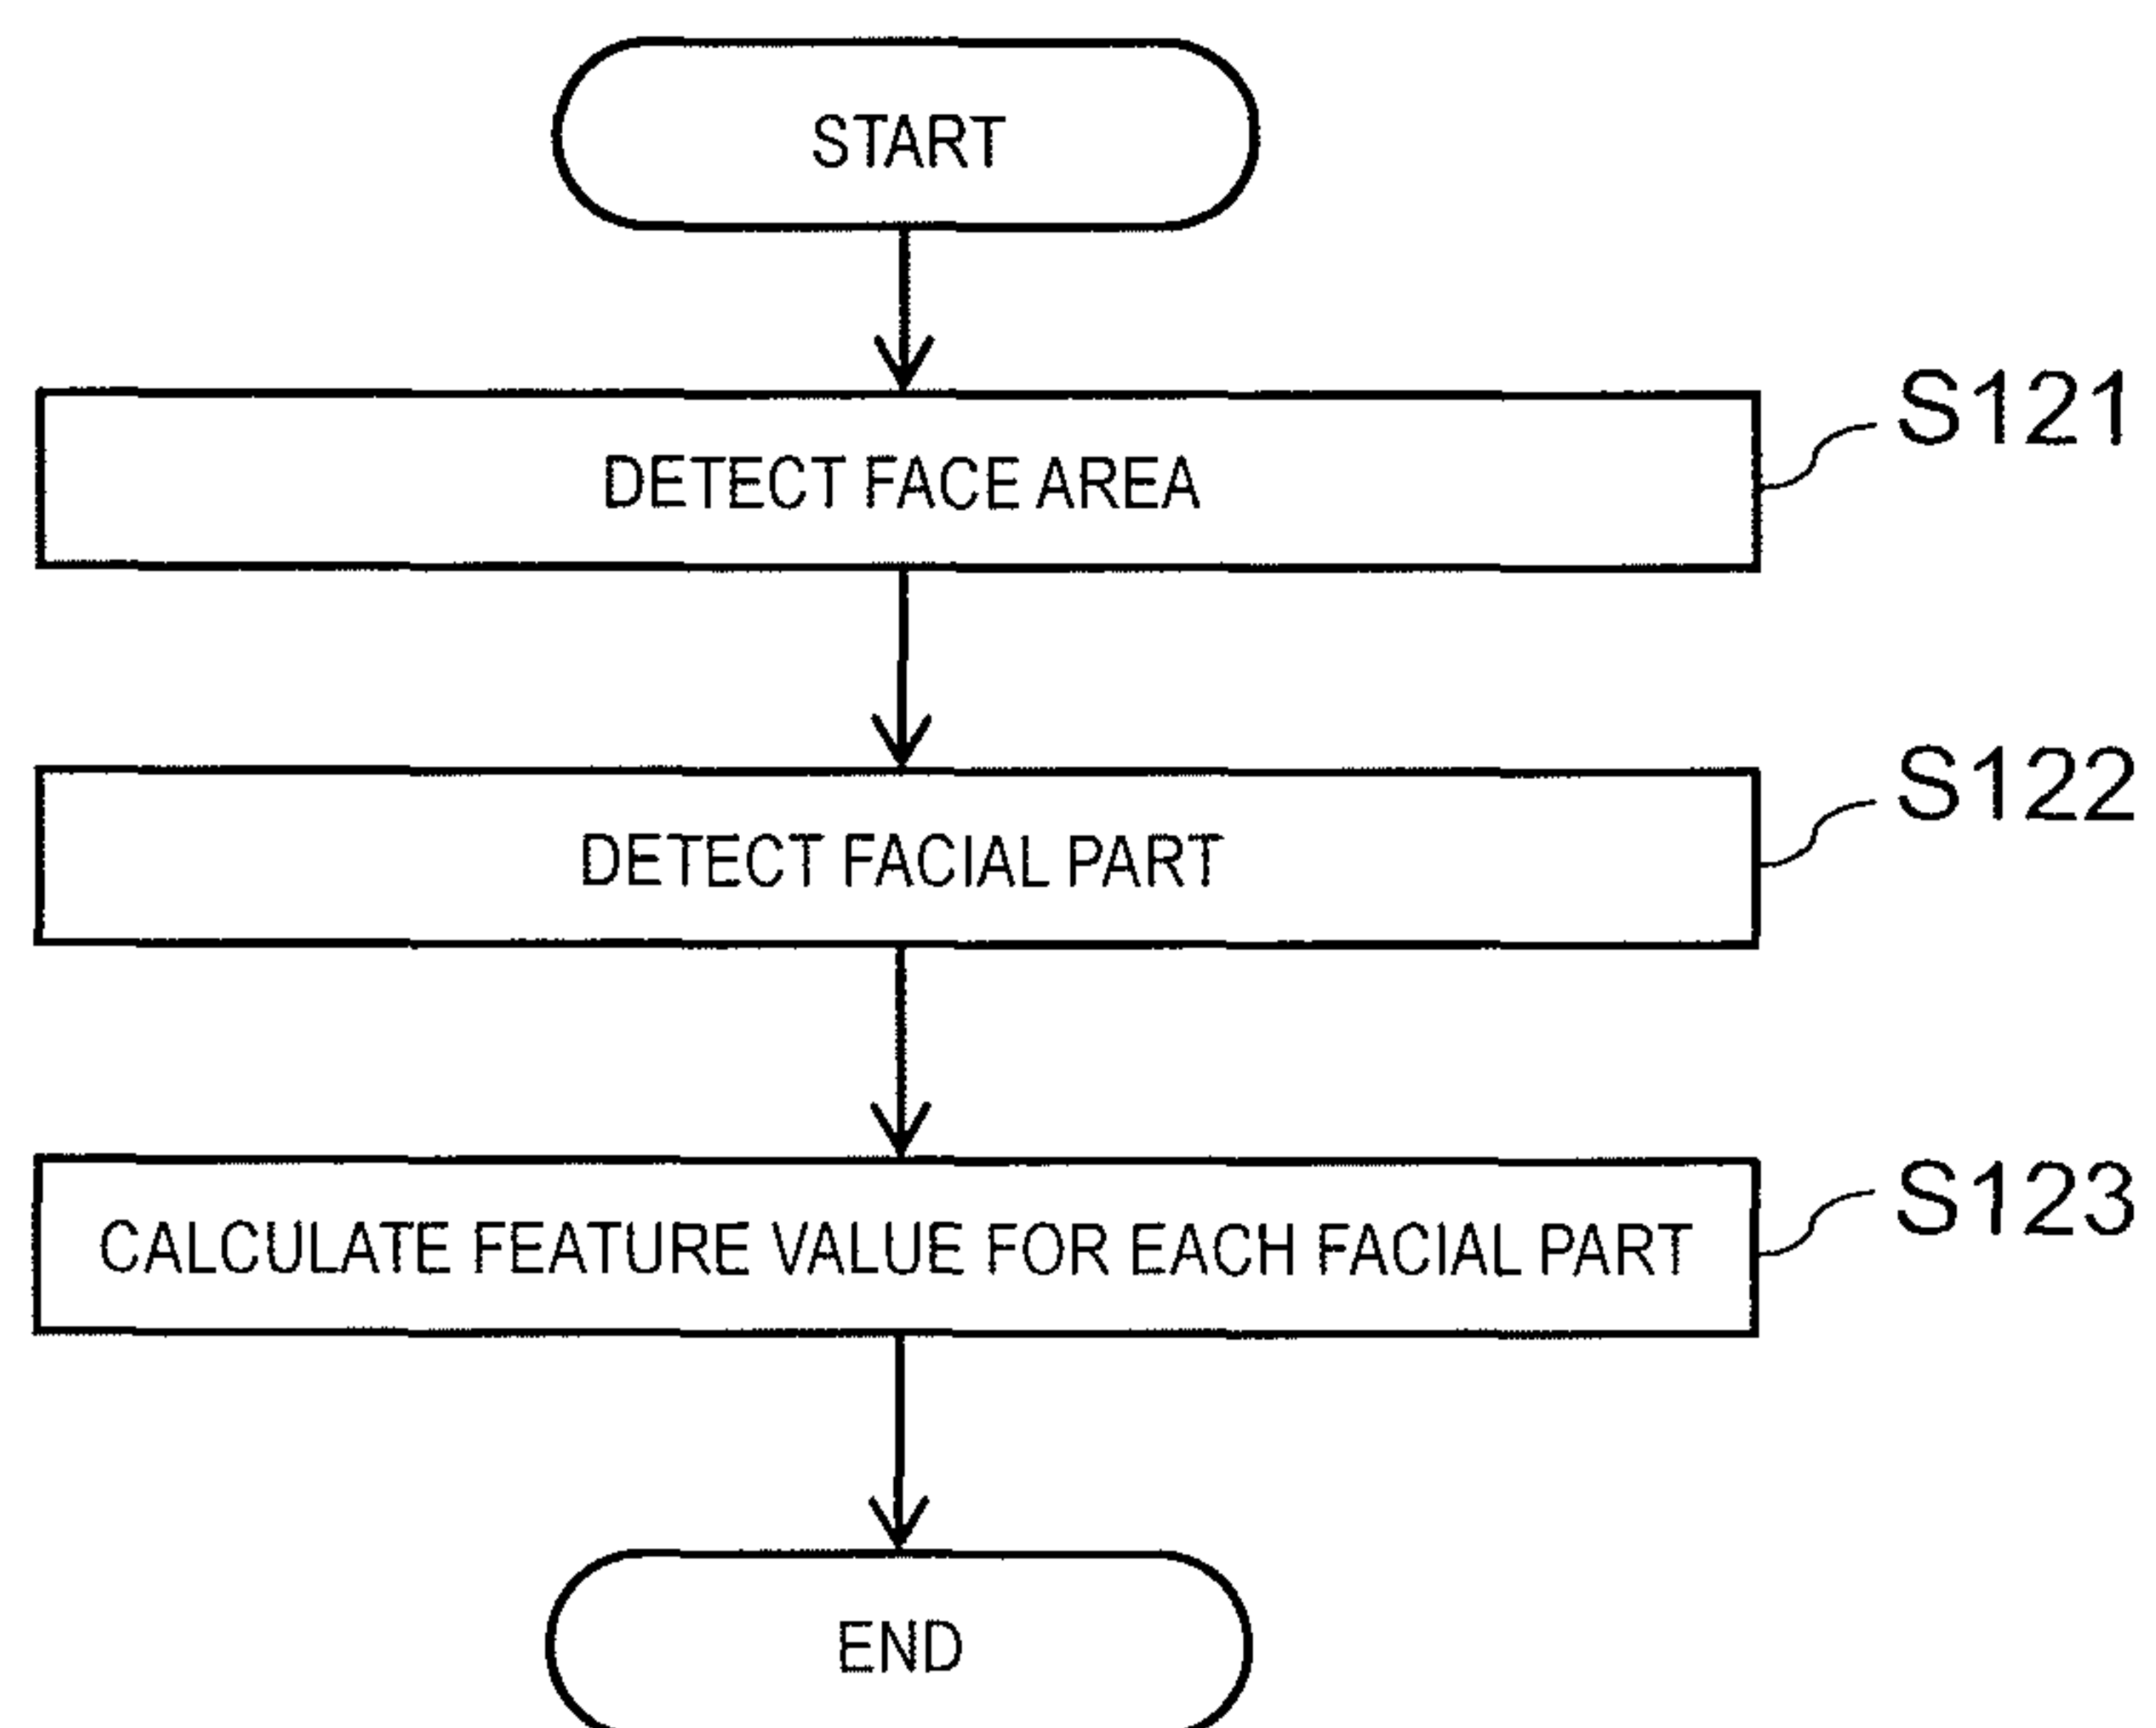 START
DETECT FACE AREA
S121
DETECT FACIAL PART
S122
CALCULATE FEATURE VALUE FOR EACH FACIAL PART
S123
END